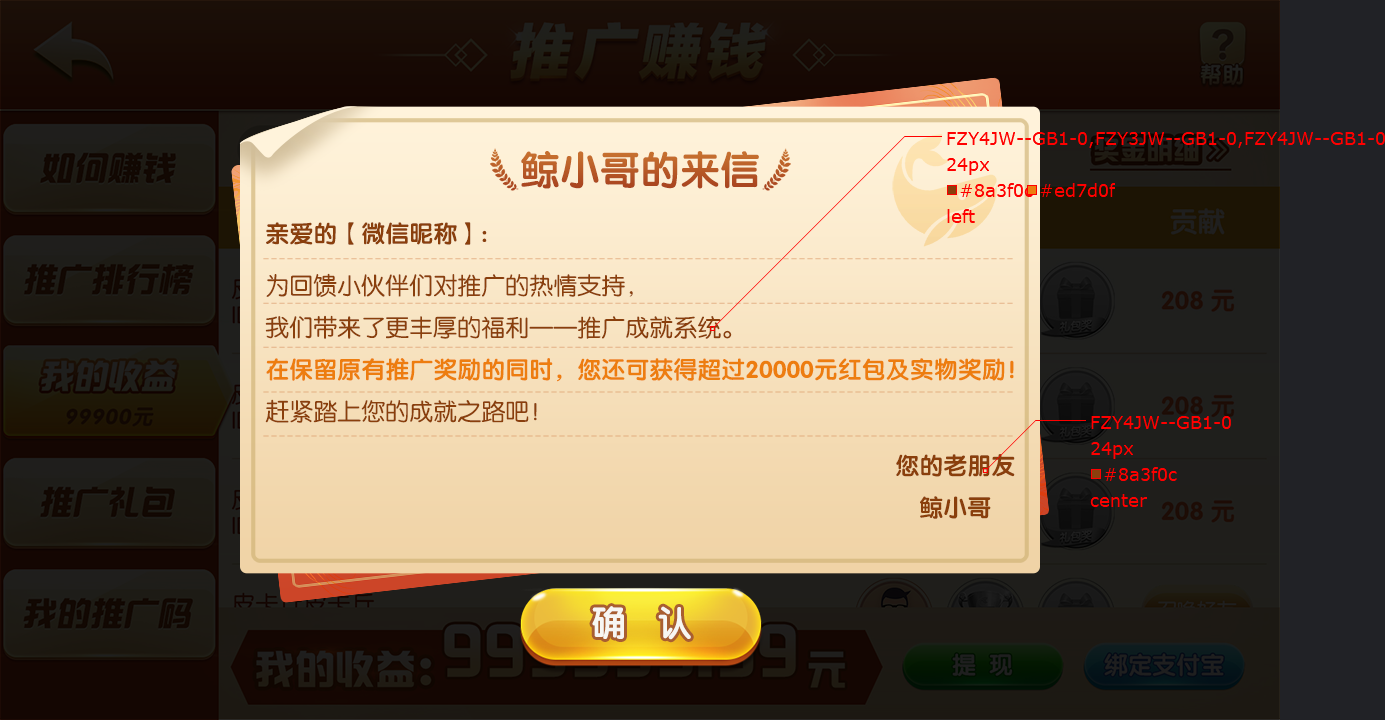 推广赚钱
帮助
如何赚钱
推广排行榜
我的收益
99900元
推广礼包
我的推广码
鲸小哥的来信
亲爱的【微信昵称】：
为回馈小伙伴们对推广的热情支持，
我们带来了更丰厚的福利——推广成就系统。
在保留原有推广奖励的同时，您还可获得超过20000元红包及实物奖励！
赶紧踏上您的成就之路吧！
您的老朋友
鲸小哥
确 认
FZY4JW--GB1-0,FZY3JW--GB1-0,FZY4JW--GB1-0
24px
#8a3f0c #ed7d0f
left
FZY4JW--GB1-0
24px
#8a3f0c
center
奖金明细
贡献
208 元
208 元
208 元
我的收益:
元
提 现
绑定支付宝